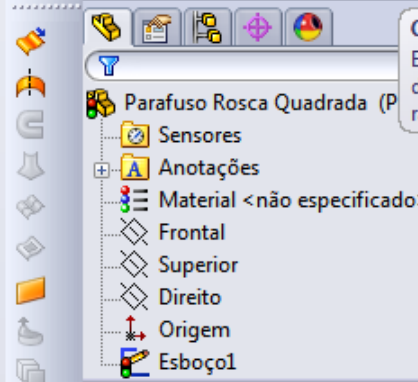 Parafuso Rosca Quadrada (P
Sensores
A Anotações
Material <não especificado>
Frontal
Superior
Direito
Origem
Esboço1